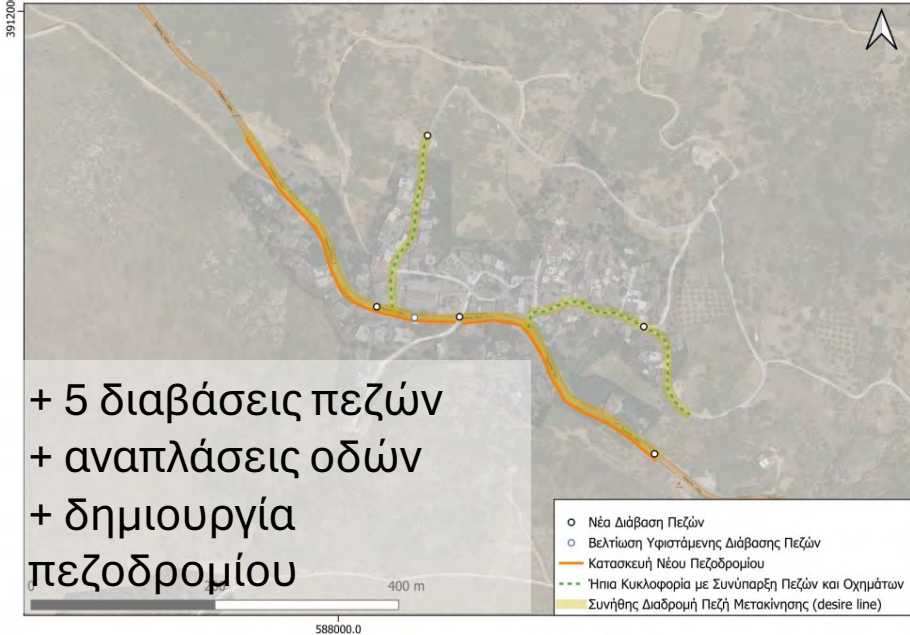 391200
+ 5 διαβάσεις πεζών
+ αναπλάσεις οδών
+ δημιουργία
πεζοδρομίου
0 200 400 m
588000.0
Νέα Διάβαση Πεζών
Βελτίωση Υφιστάμενης Διάβασης Πεζών
Κατασκευή Νέου Πεζοδρομίου
Ήπια Κυκλοφορία με Συνύπαρξη Πεζών και Οχημάτων
Συνήθης Διαδρομή Πεζή Μετακίνησης (desire line)